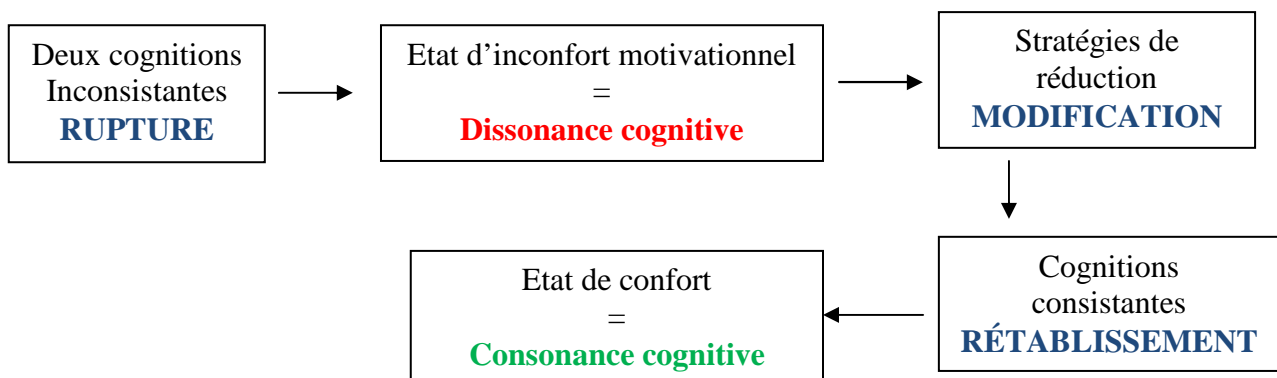 Deux cognitions
Inconsistantes
RUPTURE
Etat d’inconfort motivationnel
=
Dissonance cognitive
Stratégies de
réduction
MODIFICATION
Cognitions
consistantes
RÉTABLISSEMENT
Etat de confort
=
Consonance cognitive